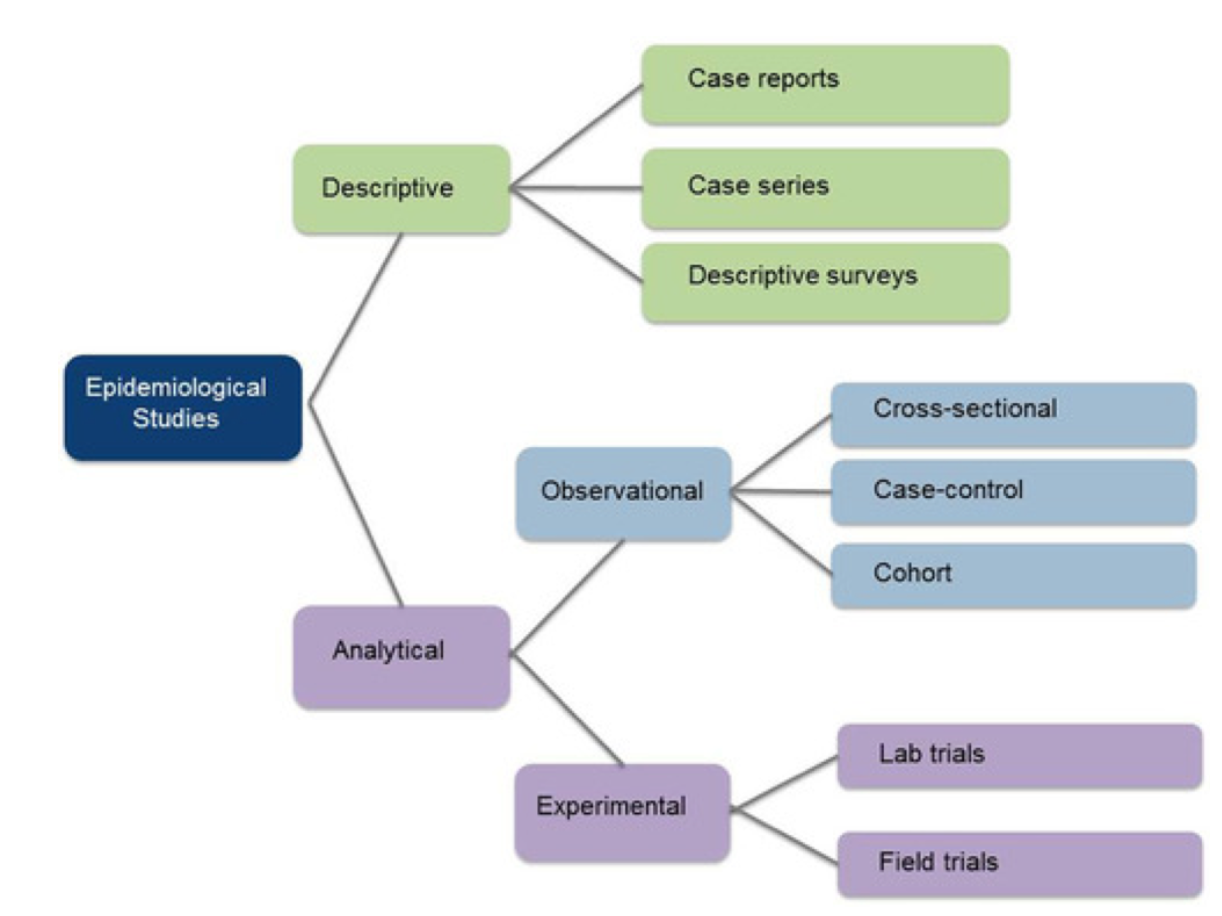 Case reports
Descriptive
Case series
Descriptive surveys
Epidemiological
Studies
Cross-sectional
Observational
Case-control
Cohort
Analytical
Lab trials
Experimental
Field trials